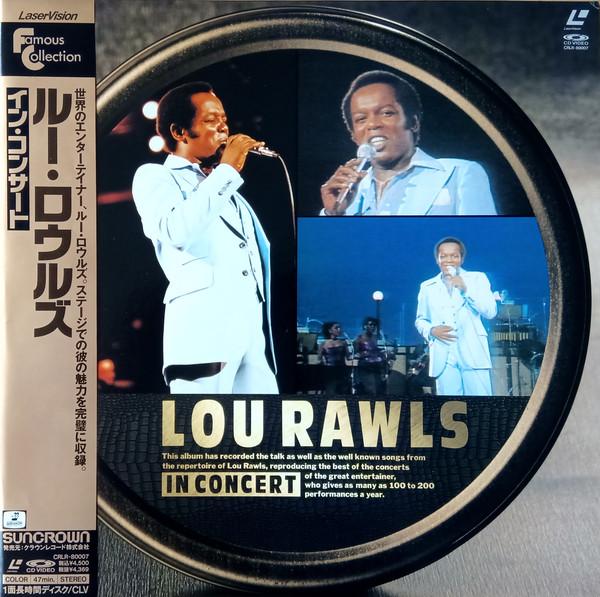 LaserVision
Famous
Collection
ルー・ロウルズ
イン・コンサート
世界のエンターテイナー、ルー・ロウルズ。ステージでの彼の魅力を完璧に収録。
SUNCROWN
発売元:クラウンレコード株式会社
CRLR-80007
CD VIDEO
税込¥4,500
税抜¥4,369
COLOR 47min. STEREO
1面長時間ディスク/CLV
LaserVision
CD VIDEO
CRLR-80007
LOU RAWLS
This album has recorded the talk as well as the well known songs from
the repertoire of Lou Rawls, reproducing the best of the concerts
IN CONCERT
of the great entertainer,
who gives as many as 100 to 200
performances a year.